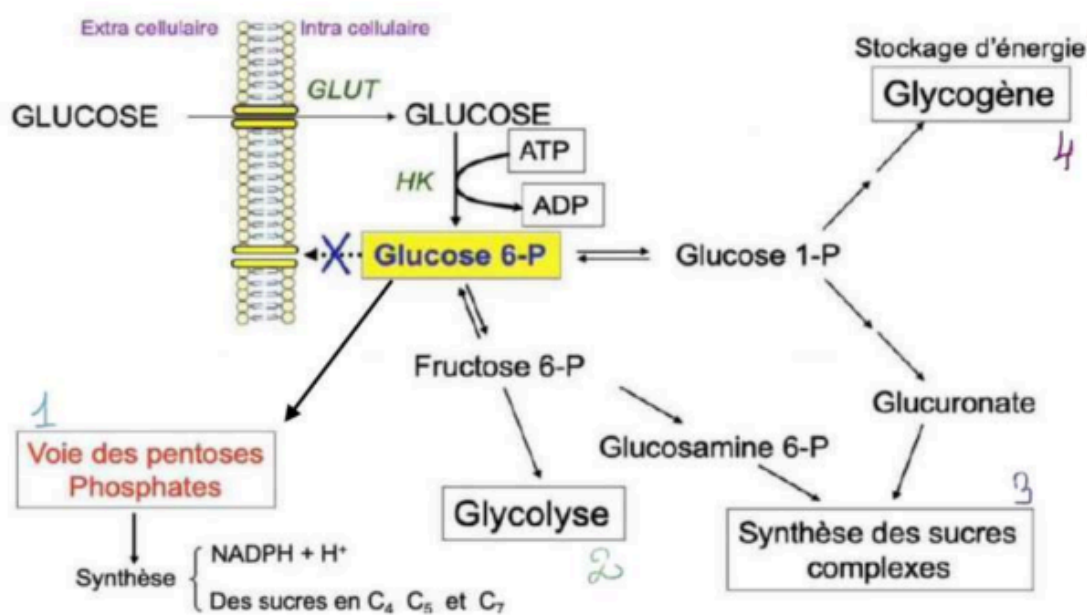 Extra cellulaire
Intra cellulaire
Stockage d'énergie
Glycogène
4
GLUT
GLUCOSE
GLUCOSE
ATP
HK
ADP
Glucose 6-P
Glucose 1-P
Fructose 6-P
Glucuronate
1
Voie des pentoses
Phosphates
Glucosamine 6-P
Glycolyse
2
3
Synthèse des sucres
complexes
Synthèse
NADPH + H⁺
Des sucres en C₄ C₅ et C₇